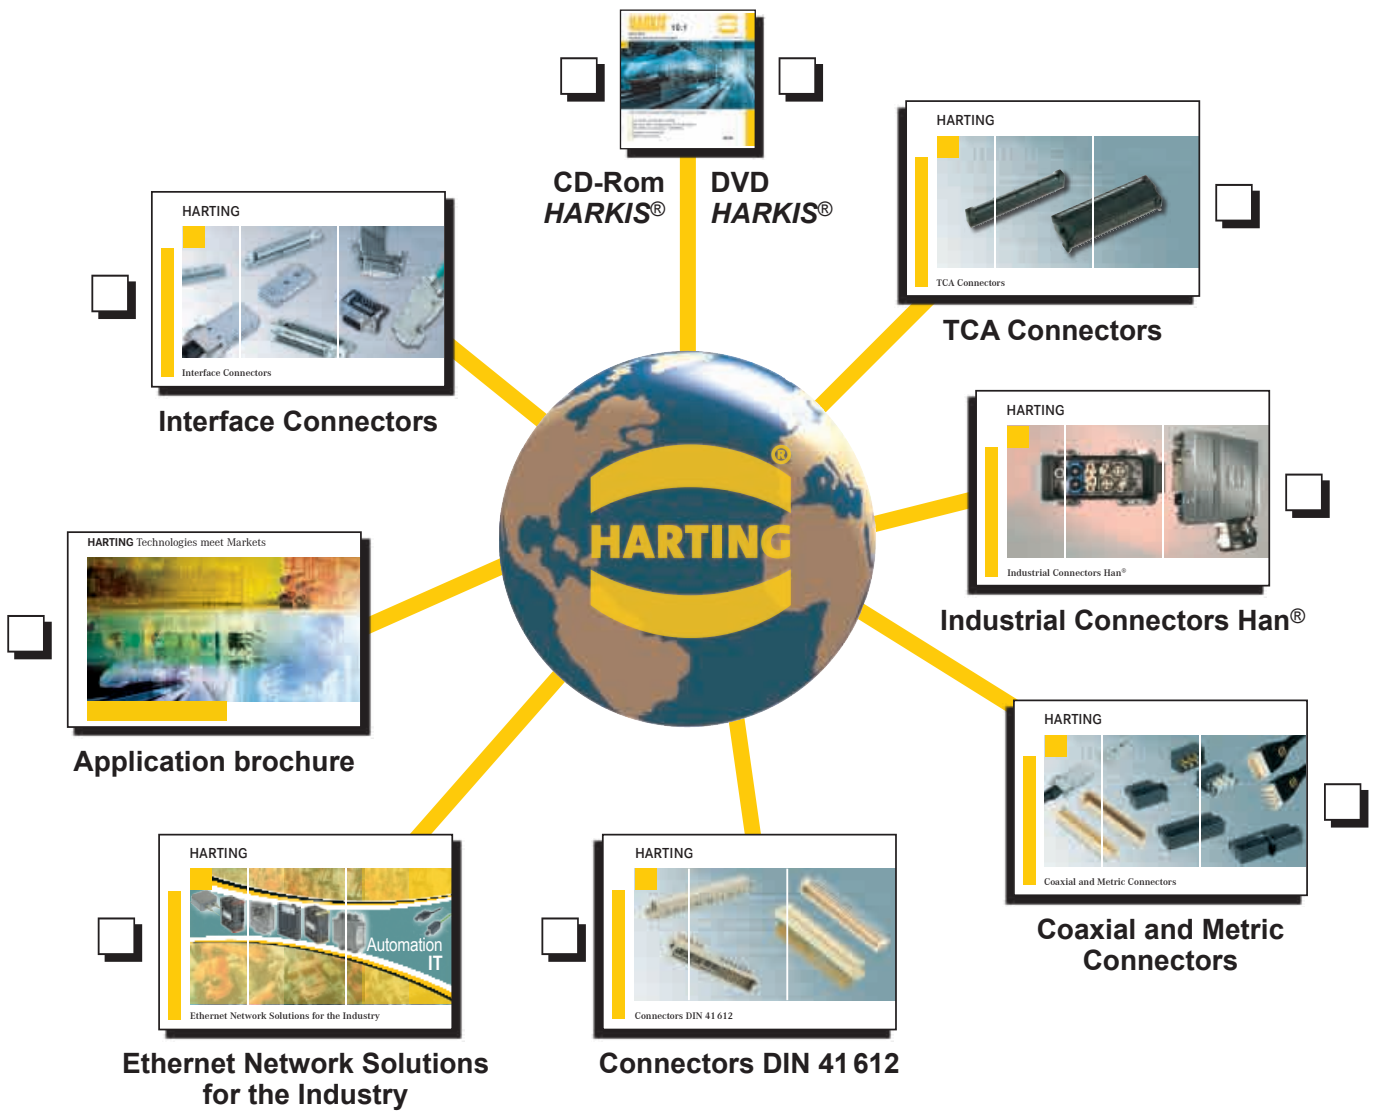 HARKIS 10.1
CD-Rom
HARKIS®
DVD
HARKIS®
HARTING
TCA Connectors
TCA Connectors
HARTING
Interface Connectors
Interface Connectors
HARTING
Industrial Connectors Han®
Industrial Connectors Han®
®
HARTING
HARTING Technologies meet Markets
Application brochure
HARTING
Coaxial and Metric Connectors
Coaxial and Metric
Connectors
HARTING
Automation
IT
Ethernet Network Solutions for the Industry
Ethernet Network Solutions
for the Industry
HARTING
Connectors DIN 41 612
Connectors DIN 41 612